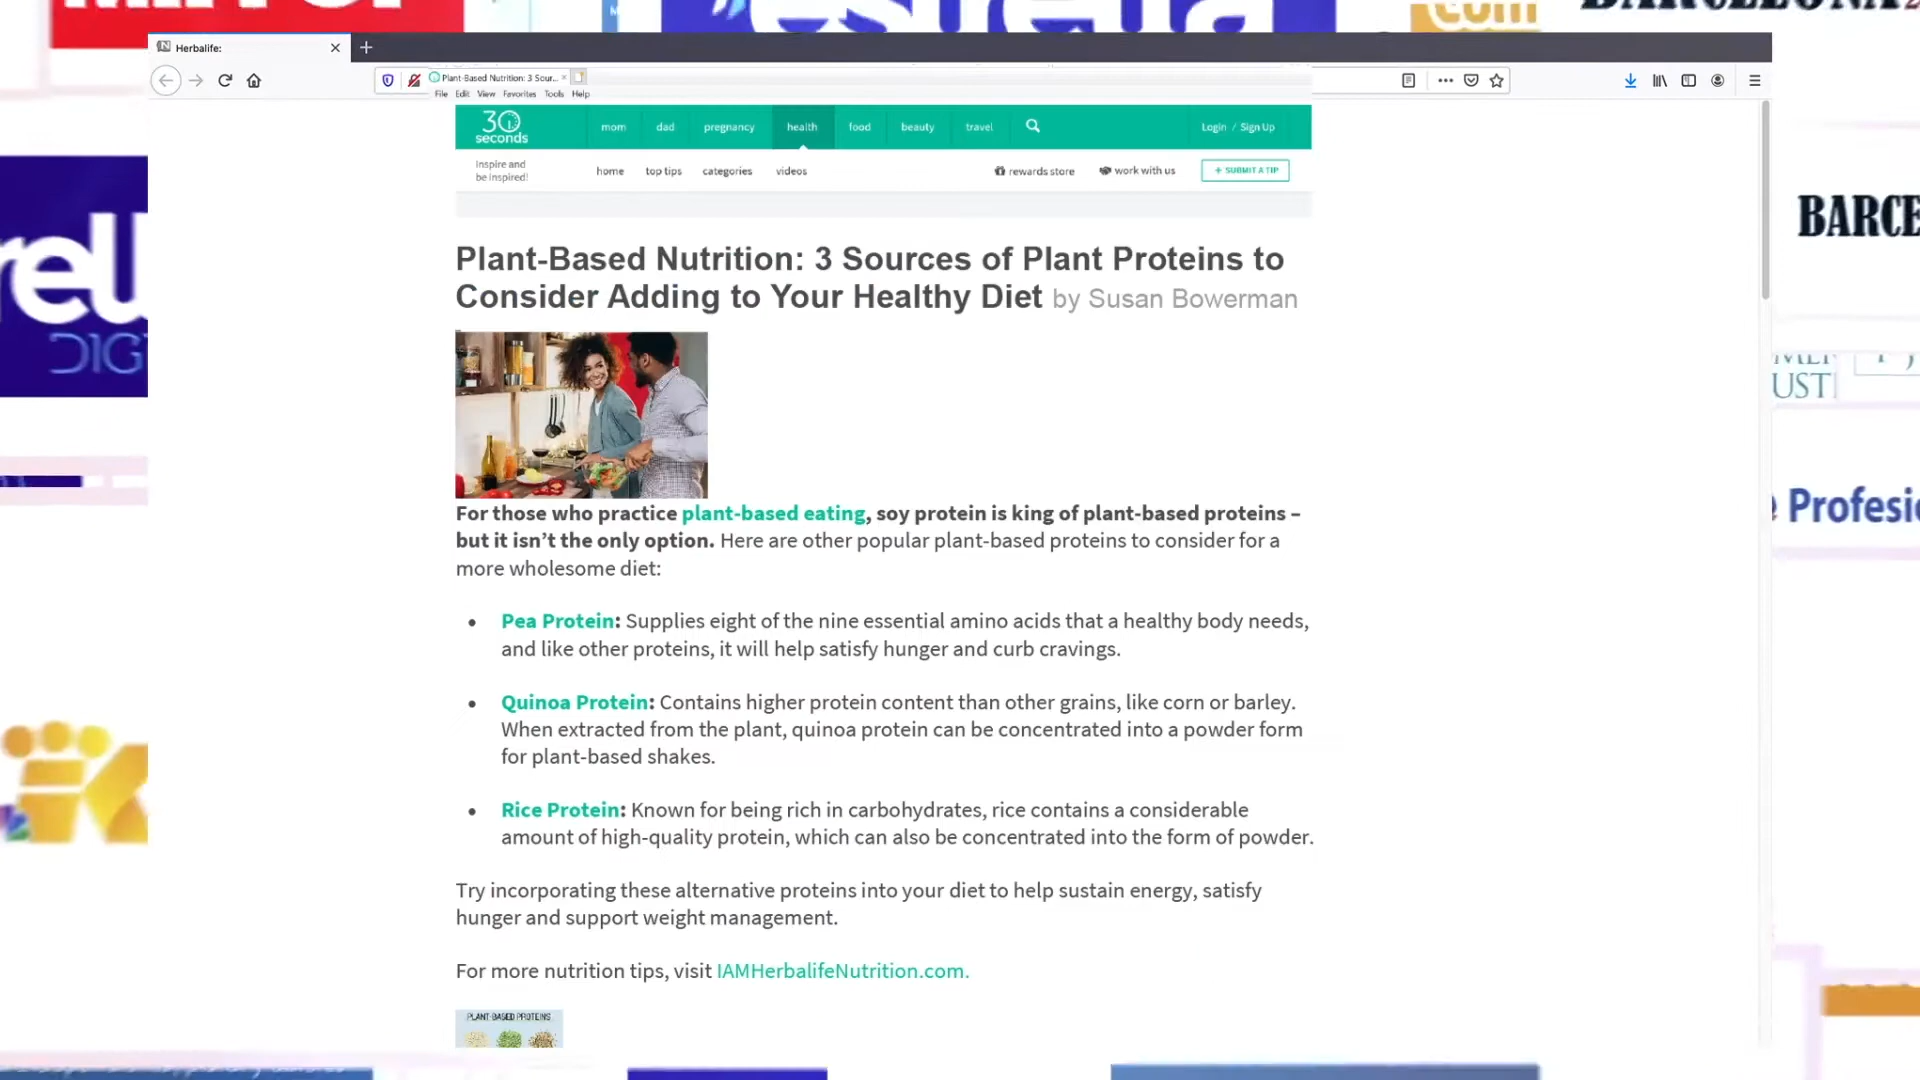 estrella
com
BARCELONA
Herbalife:
Plant-Based Nutrition: 3 Sour...
File Edit View Favorites Tools Help
30 seconds
mom dad pregnancy health food beauty travel Login / Sign Up
Inspire and
be inspired!
home top tips categories videos rewards store work with us + SUBMIT A TIP
Plant-Based Nutrition: 3 Sources of Plant Proteins to
Consider Adding to Your Healthy Diet by Susan Bowerman
For those who practice plant-based eating, soy protein is king of plant-based proteins –
but it isn’t the only option. Here are other popular plant-based proteins to consider for a
more wholesome diet:
• Pea Protein: Supplies eight of the nine essential amino acids that a healthy body needs,
and like other proteins, it will help satisfy hunger and curb cravings.
• Quinoa Protein: Contains higher protein content than other grains, like corn or barley.
When extracted from the plant, quinoa protein can be concentrated into a powder form
for plant-based shakes.
• Rice Protein: Known for being rich in carbohydrates, rice contains a considerable
amount of high-quality protein, which can also be concentrated into the form of powder.
Try incorporating these alternative proteins into your diet to help sustain energy, satisfy
hunger and support weight management.
For more nutrition tips, visit IAMHerbalifeNutrition.com.
PLANT-BASED PROTEINS
rell
DIG
BARCE
UST
Profesi